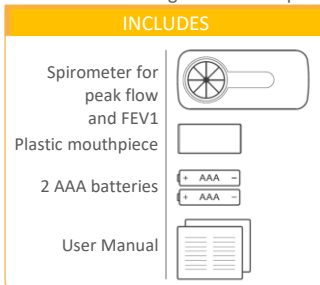 INCLUDES
Spirometer for
peak flow
and FEV1
Plastic mouthpiece
2 AAA batteries
+ AAA -
+ AAA -
User Manual